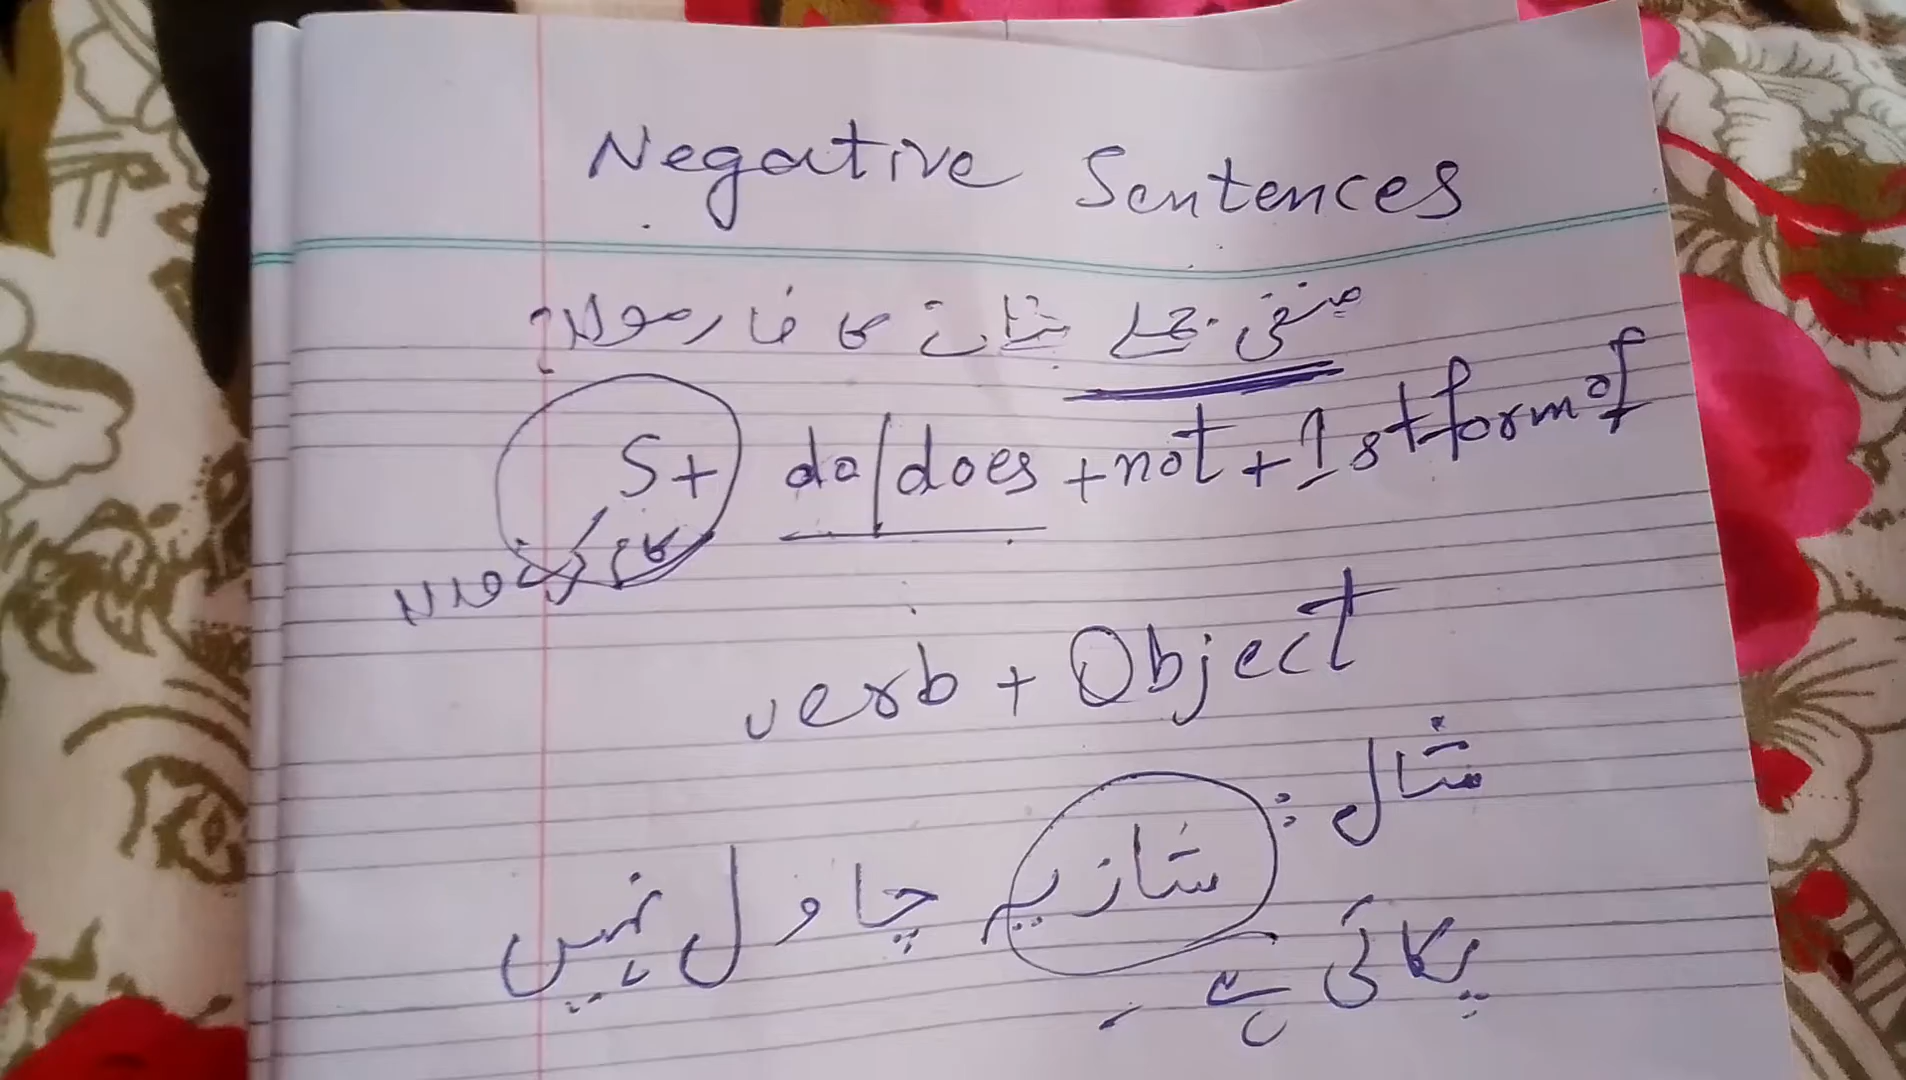 Negative Sentences
منفی جملے بنانے کا فارمولا:
S+ do/does +not +1st form of
کام کرنے والا
verb + Object
مثال :
شازیہ چاول نہیں
پکاتی ہے۔